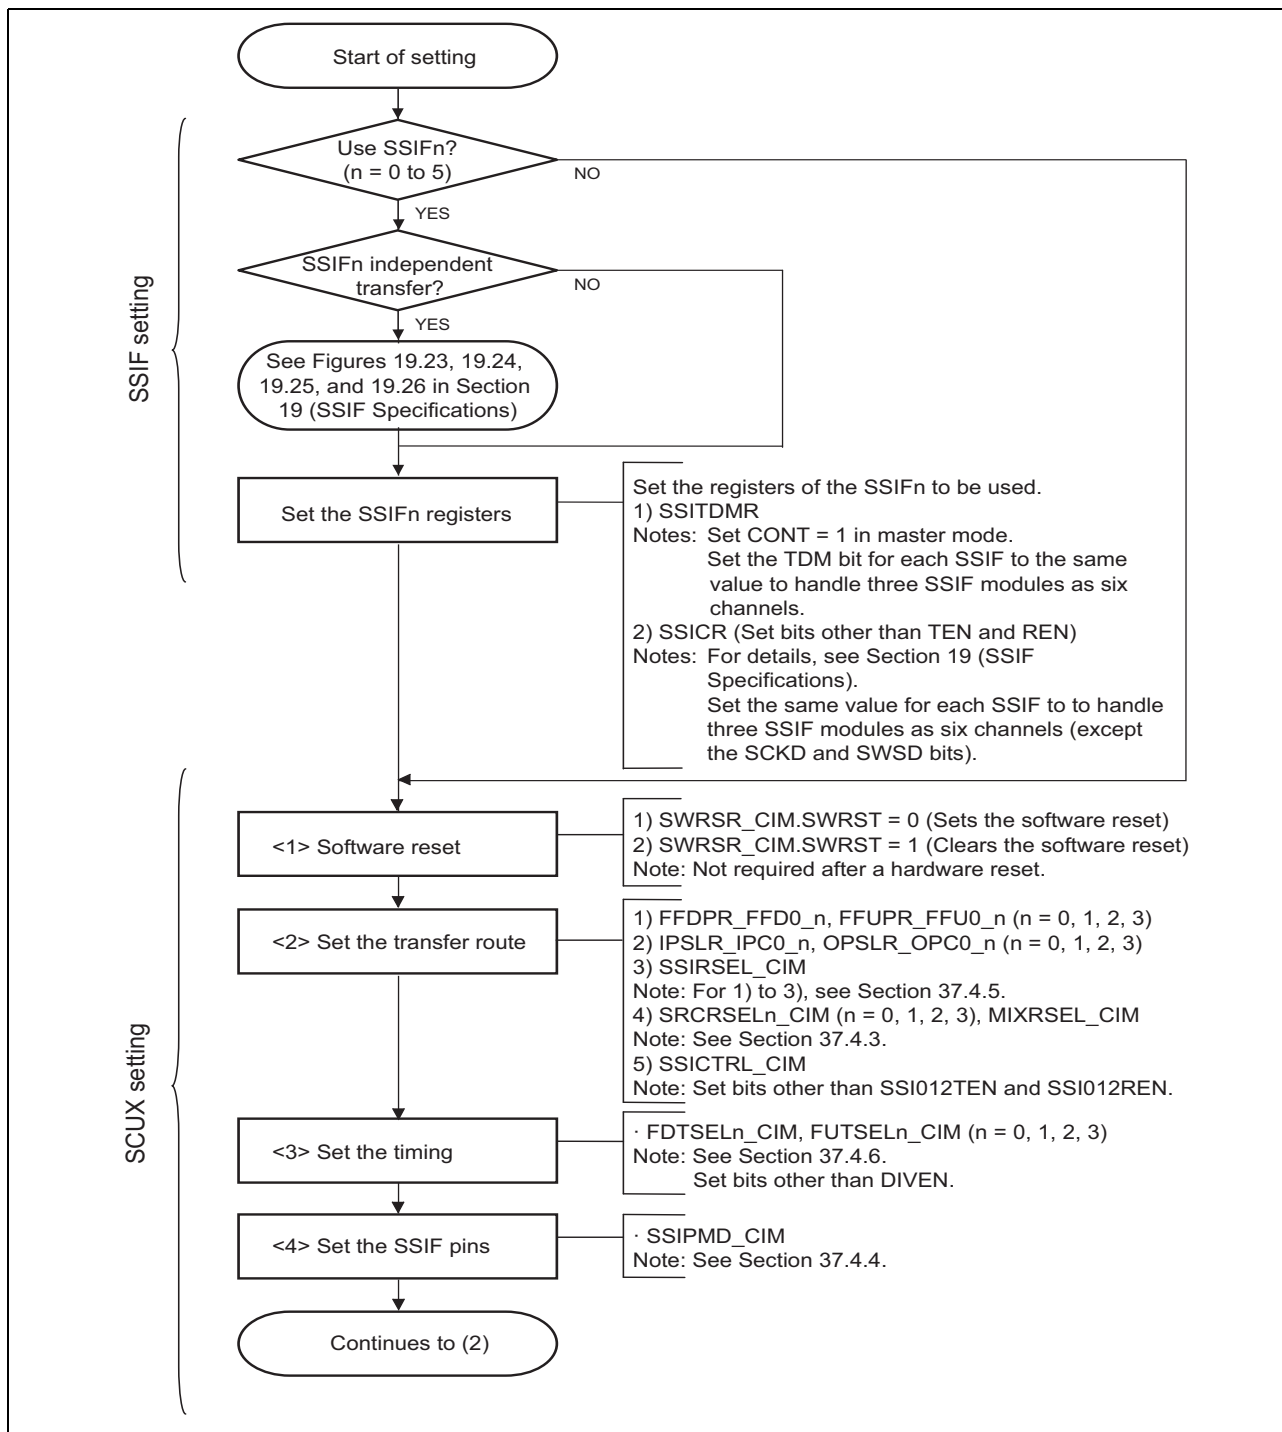 Start of setting
Use SSIFn?
(n = 0 to 5)
NO
YES
SSIFn independent
transfer?
NO
YES
See Figures 19.23, 19.24,
19.25, and 19.26 in Section
19 (SSIF Specifications)
SSIF setting
Set the SSIFn registers
Set the registers of the SSIFn to be used.
1) SSITDMR
Notes: Set CONT = 1 in master mode.
Set the TDM bit for each SSIF to the same
value to handle three SSIF modules as six
channels.
2) SSICR (Set bits other than TEN and REN)
Notes: For details, see Section 19 (SSIF
Specifications).
Set the same value for each SSIF to to handle
three SSIF modules as six channels (except
the SCKD and SWSD bits).
<1> Software reset
1) SWRSR_CIM.SWRST = 0 (Sets the software reset)
2) SWRSR_CIM.SWRST = 1 (Clears the software reset)
Note: Not required after a hardware reset.
<2> Set the transfer route
1) FFDPR_FFD0_n, FFUPR_FFU0_n (n = 0, 1, 2, 3)
2) IPSLR_IPC0_n, OPSLR_OPC0_n (n = 0, 1, 2, 3)
3) SSIRSEL_CIM
Note: For 1) to 3), see Section 37.4.5.
4) SRCRSELn_CIM (n = 0, 1, 2, 3), MIXRSEL_CIM
Note: See Section 37.4.3.
5) SSICTRL_CIM
Note: Set bits other than SSI012TEN and SSI012REN.
SCUX setting
<3> Set the timing
· FDTSELn_CIM, FUTSELn_CIM (n = 0, 1, 2, 3)
Note: See Section 37.4.6.
Set bits other than DIVEN.
<4> Set the SSIF pins
· SSIPMD_CIM
Note: See Section 37.4.4.
Continues to (2)